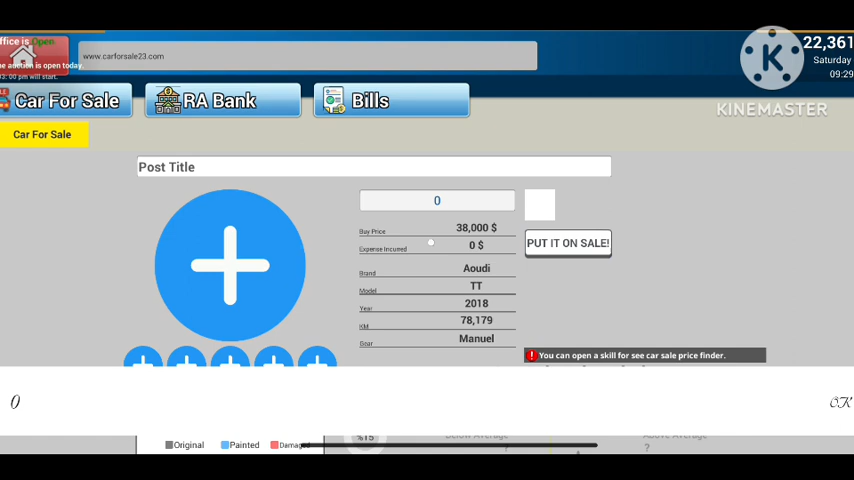 ffice is Open
he auction is open today.
03: 00 pm will start.
www.carforsale23.com
22,361
Saturday
09:29
K
KINEMASTER
Car For Sale
RA Bank
Bills
Car For Sale
Post Title
0
Buy Price 38,000 $
Expense Incurred 0 $
PUT IT ON SALE!
Brand Aoudi
Model TT
Year 2018
KM 78,179
Gear Manuel
! You can open a skill for see car sale price finder.
0
OK
%15
Below Average
Above Average
?
?
Original
Painted
Damag